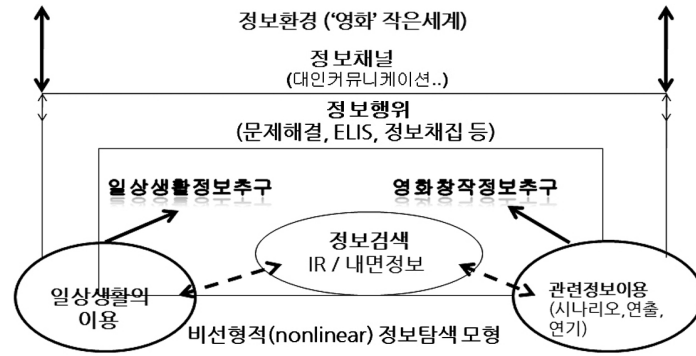 정보환경 (‘영화’ 작은세계)
정보채널
(대인커뮤니케이션..)
정보행위
(문제해결, ELIS, 정보채집 등)
일상생활정보추구
영화창작정보추구
정보검색
IR / 내면정보
일상생활의
이용
관련정보이용
(시나리오,연출,
연기)
비선형적(nonlinear) 정보탐색 모형